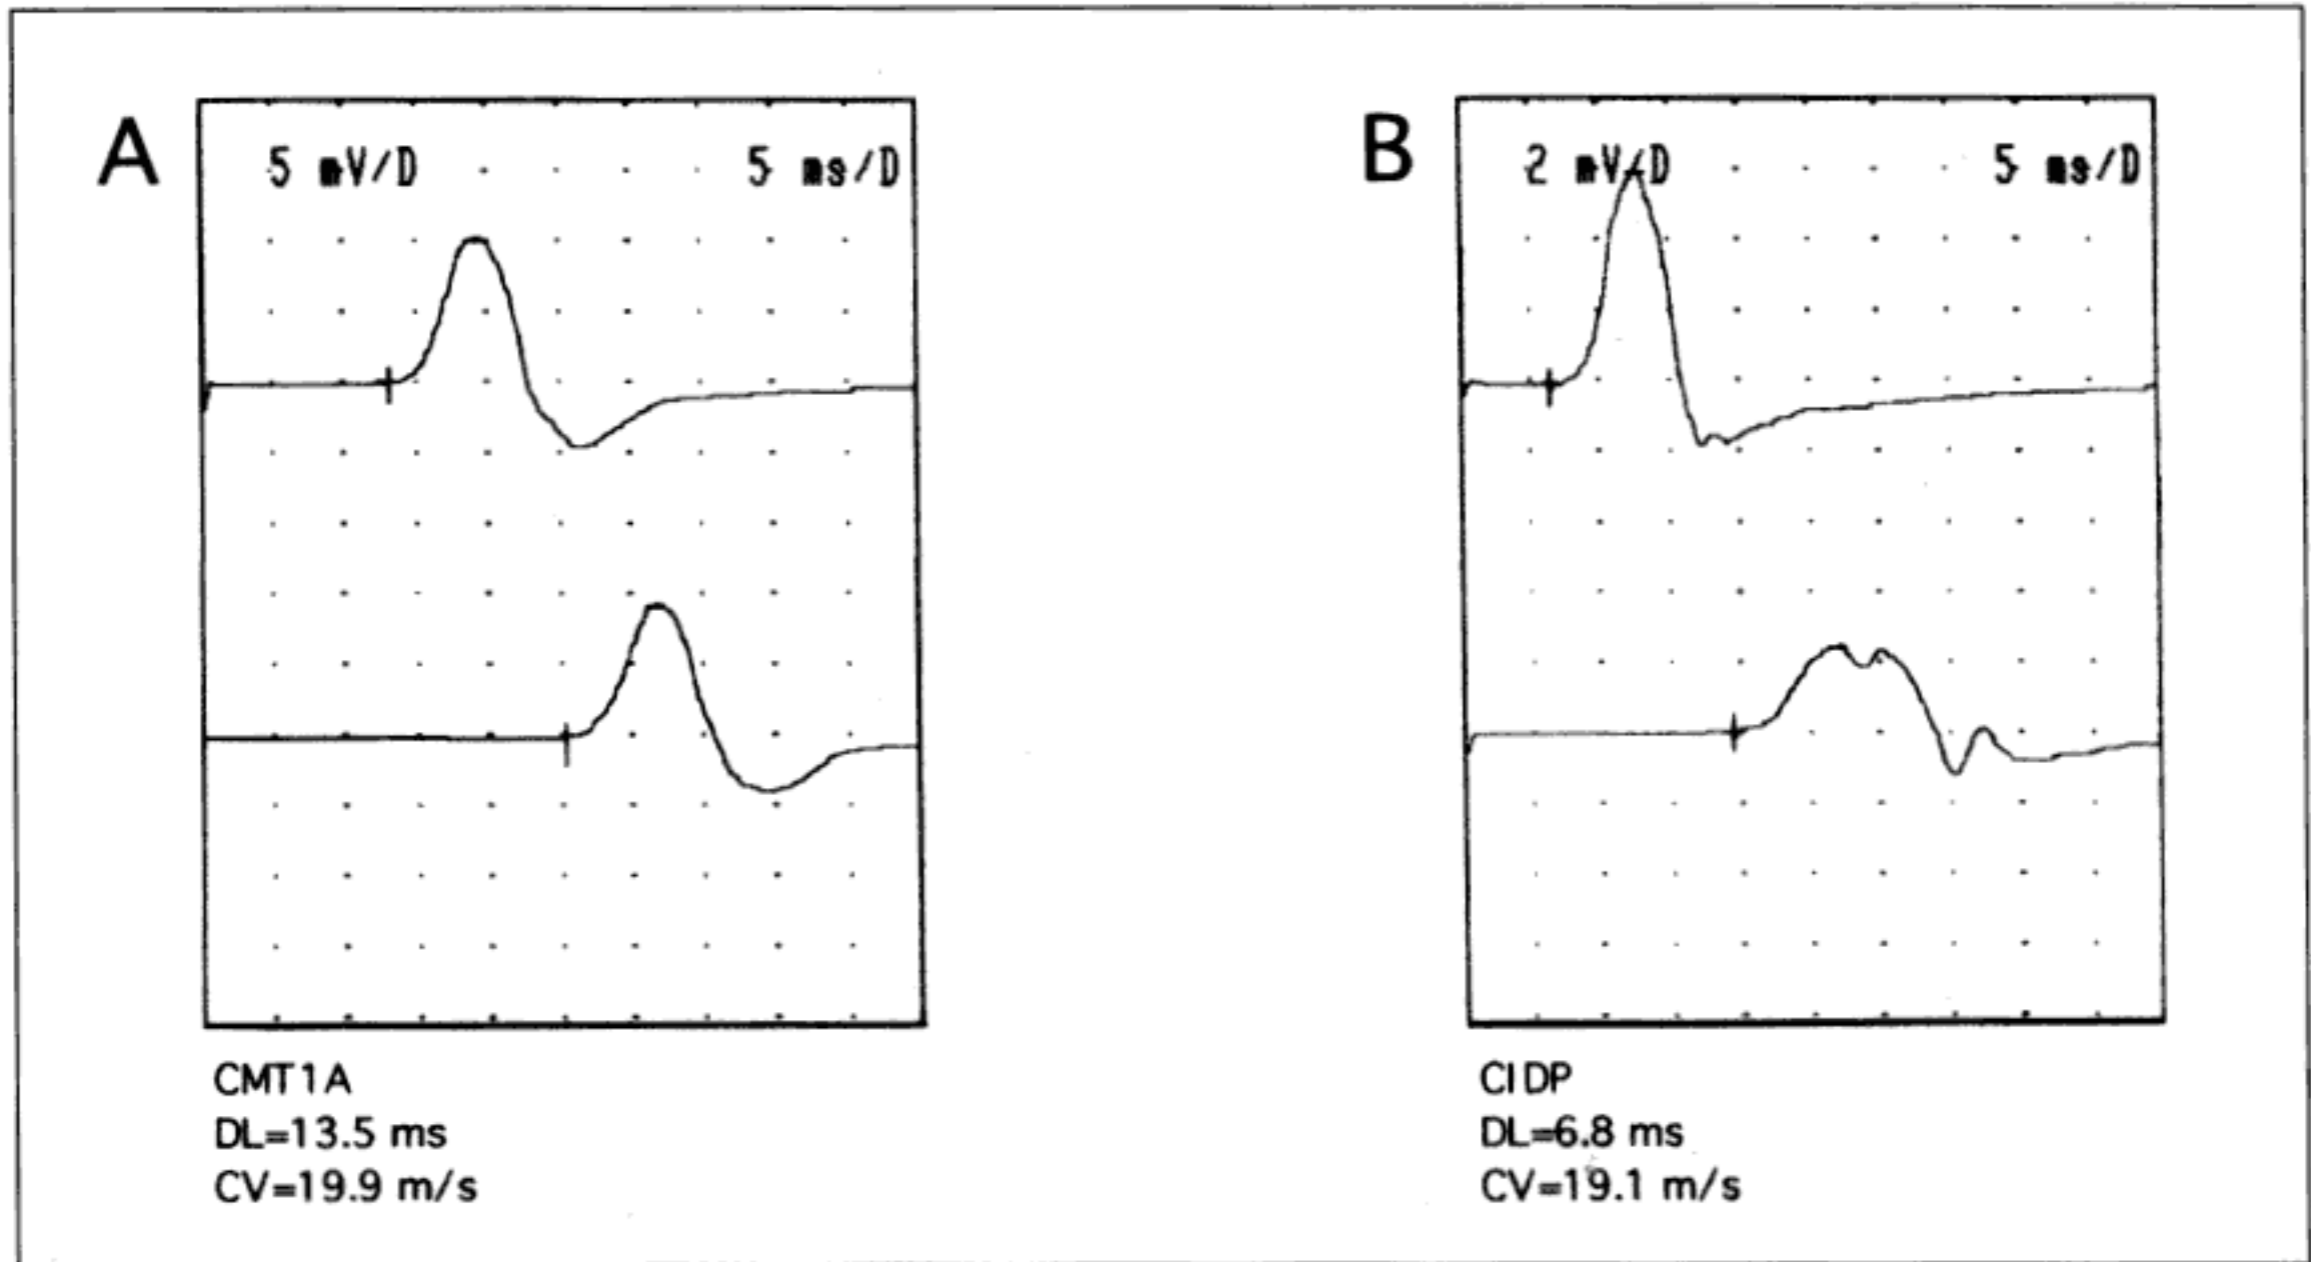 A
5 mV/D 5 ms/D
B
2 mV/D 5 ms/D
CMT1A
DL=13.5 ms
CV=19.9 m/s
CIDP
DL=6.8 ms
CV=19.1 m/s